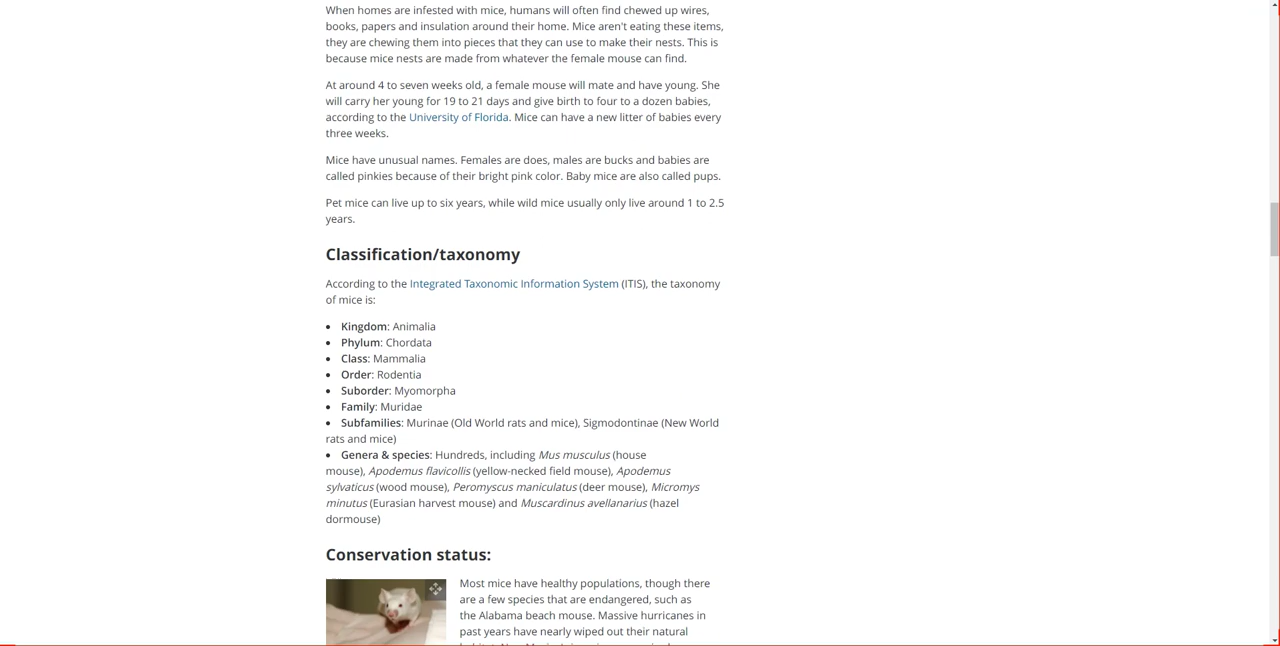 When homes are infested with mice, humans will often find chewed up wires,
books, papers and insulation around their home. Mice aren't eating these items,
they are chewing them into pieces that they can use to make their nests. This is
because mice nests are made from whatever the female mouse can find.
At around 4 to seven weeks old, a female mouse will mate and have young. She
will carry her young for 19 to 21 days and give birth to four to a dozen babies,
according to the University of Florida. Mice can have a new litter of babies every
three weeks.
Mice have unusual names. Females are does, males are bucks and babies are
called pinkies because of their bright pink color. Baby mice are also called pups.
Pet mice can live up to six years, while wild mice usually only live around 1 to 2.5
years.
Classification/taxonomy
According to the Integrated Taxonomic Information System (ITIS), the taxonomy
of mice is:
• Kingdom: Animalia
• Phylum: Chordata
• Class: Mammalia
• Order: Rodentia
• Suborder: Myomorpha
• Family: Muridae
• Subfamilies: Murinae (Old World rats and mice), Sigmodontinae (New World
rats and mice)
• Genera & species: Hundreds, including Mus musculus (house
mouse), Apodemus flavicollis (yellow-necked field mouse), Apodemus
sylvaticus (wood mouse), Peromyscus maniculatus (deer mouse), Micromys
minutus (Eurasian harvest mouse) and Muscardinus avellanarius (hazel
dormouse)
Conservation status:
Most mice have healthy populations, though there
are a few species that are endangered, such as
the Alabama beach mouse. Massive hurricanes in
past years have nearly wiped out their natural